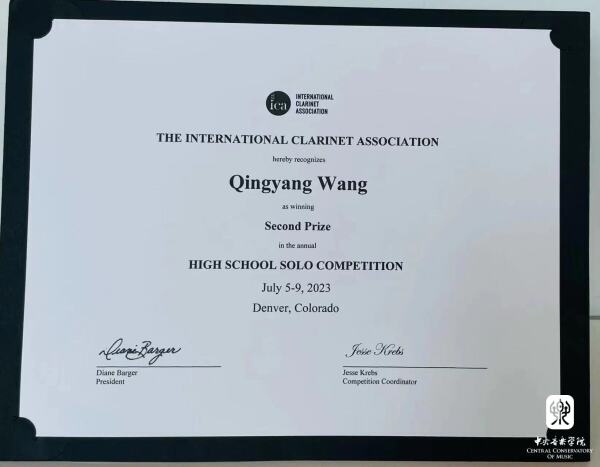 ica
INTERNATIONAL
CLARINET
ASSOCIATION
THE INTERNATIONAL CLARINET ASSOCIATION
hereby recognizes
Qingyang Wang
as winning
Second Prize
in the annual
HIGH SCHOOL SOLO COMPETITION
July 5-9, 2023
Denver, Colorado
Diane Barger
Diane Barger
President
Jesse Krebs
Jesse Krebs
Competition Coordinator
中央音乐学院
CENTRAL CONSERVATORY
OF MUSIC